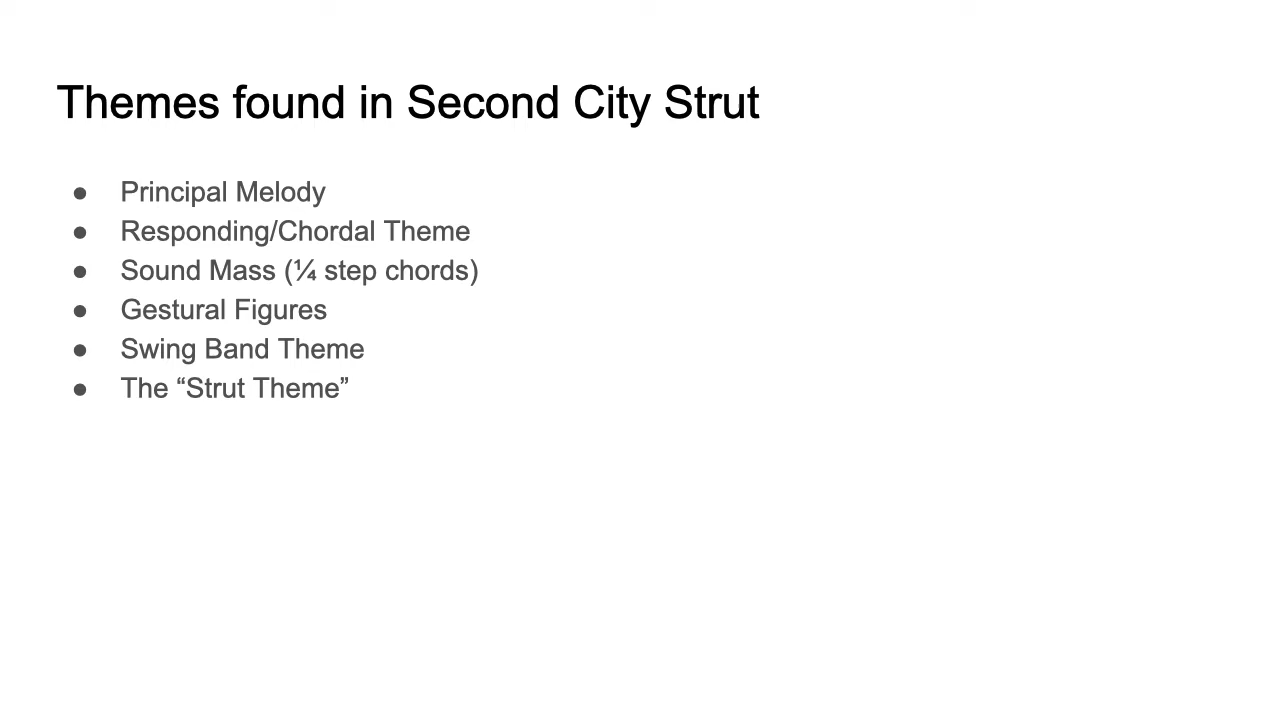 Themes found in Second City Strut
● Principal Melody
● Responding/Chordal Theme
● Sound Mass (¼ step chords)
● Gestural Figures
● Swing Band Theme
● The “Strut Theme”